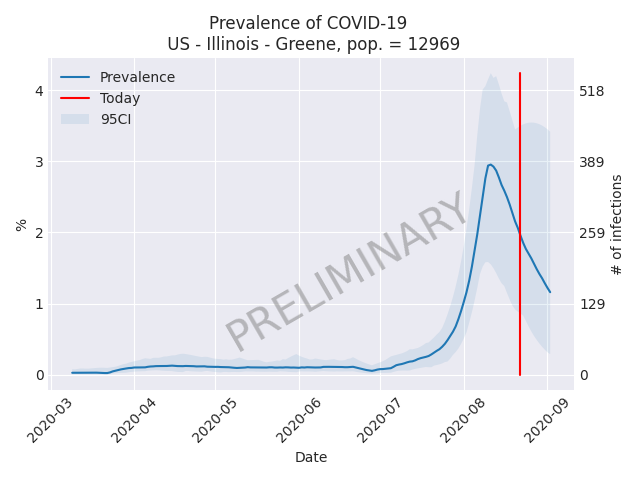 Prevalence of COVID-19
US - Illinois - Greene, pop. = 12969
Prevalence
Today
95CI
4
3
2
1
0
%
518
389
259
129
0
# of infections
PRELIMINARY
2020-03
2020-04
2020-05
2020-06
2020-07
2020-08
2020-09
Date